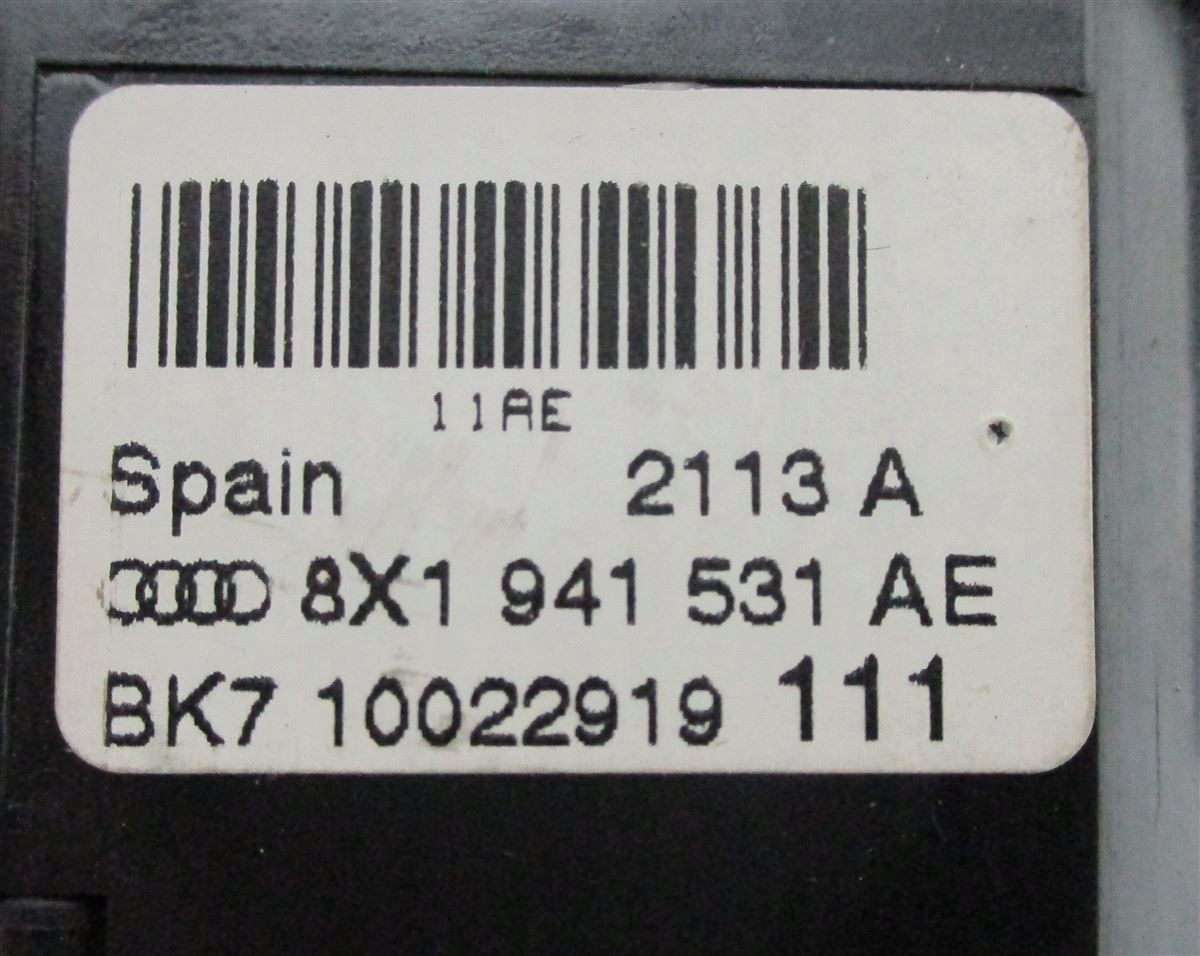 11AE
Spain 2113 A
8X1 941 531 AE
BK7 10022919 111